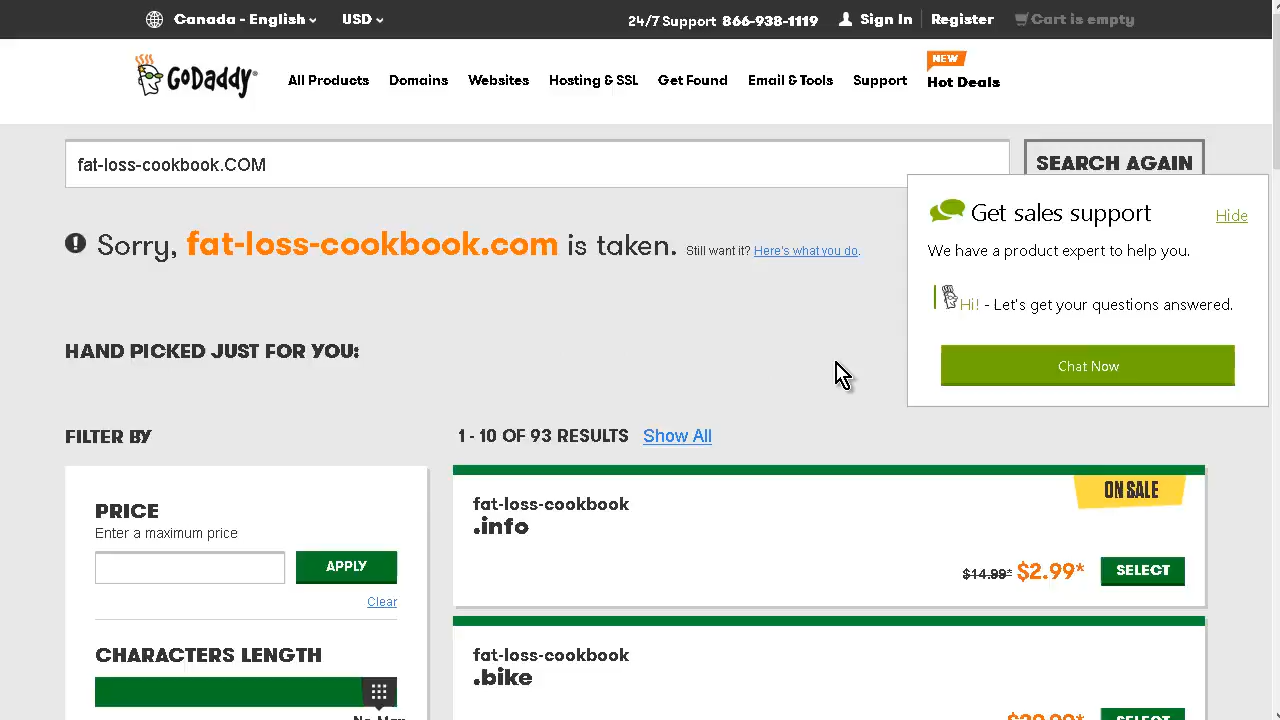 Canada - English USD 24/7 Support 866-938-1119 Sign In Register Cart is empty
GoDaddy All Products Domains Websites Hosting & SSL Get Found Email & Tools Support NEW Hot Deals
fat-loss-cookbook.COM SEARCH AGAIN
Sorry, fat-loss-cookbook.com is taken. Still want it? Here's what you do.
Get sales support Hide
We have a product expert to help you.
Hi! - Let's get your questions answered.
Chat Now
HAND PICKED JUST FOR YOU:
FILTER BY
1 - 10 OF 93 RESULTS Show All
PRICE
Enter a maximum price
APPLY
Clear
CHARACTERS LENGTH
ON SALE
fat-loss-cookbook
.info
$14.99* $2.99* SELECT
fat-loss-cookbook
.bike